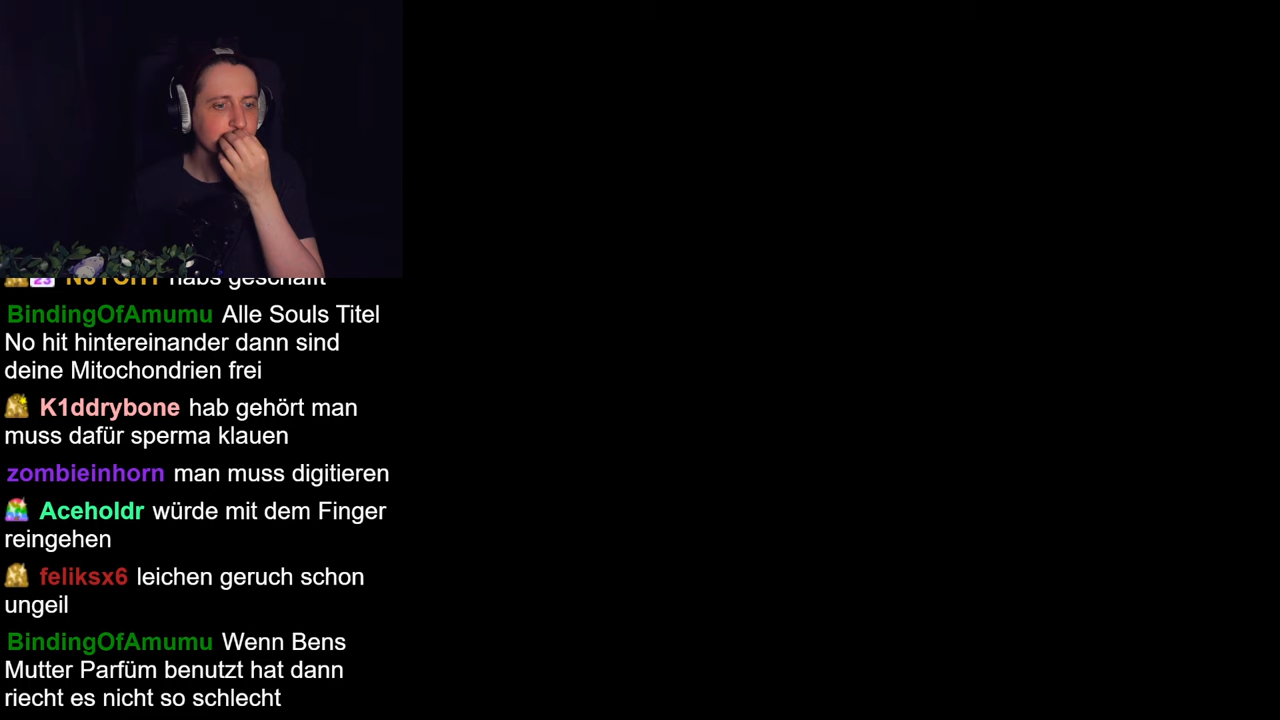 habs geschafft
BindingOfAmumu Alle Souls Titel
No hit hintereinander dann sind
deine Mitochondrien frei
K1ddrybone hab gehört man
muss dafür sperma klauen
zombieinhorn man muss digitieren
Aceholdr würde mit dem Finger
reingehen
feliksx6 leichen geruch schon
ungeil
BindingOfAmumu Wenn Bens
Mutter Parfüm benutzt hat dann
riecht es nicht so schlecht